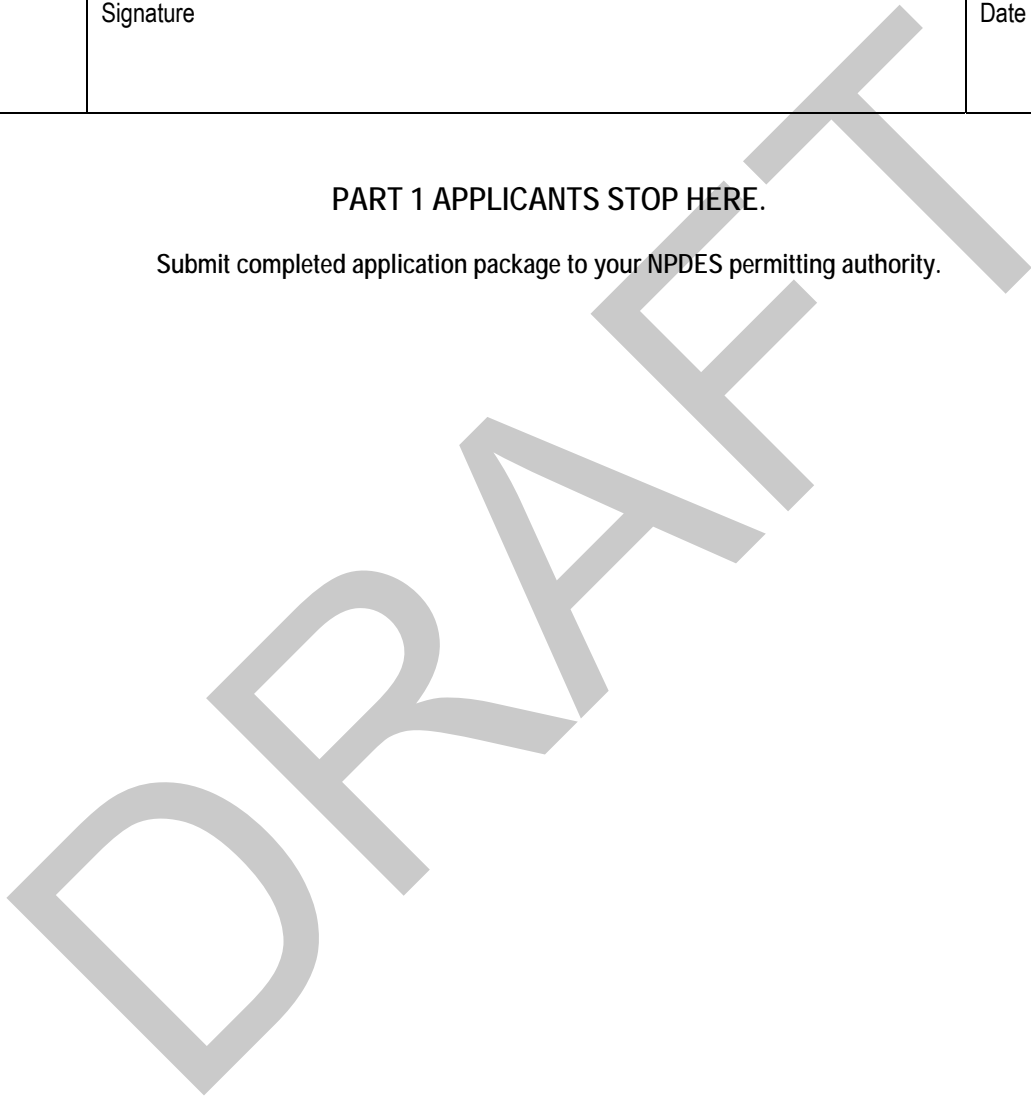 Signature Date
PART 1 APPLICANTS STOP HERE.
Submit completed application package to your NPDES permitting authority.
DRAFT